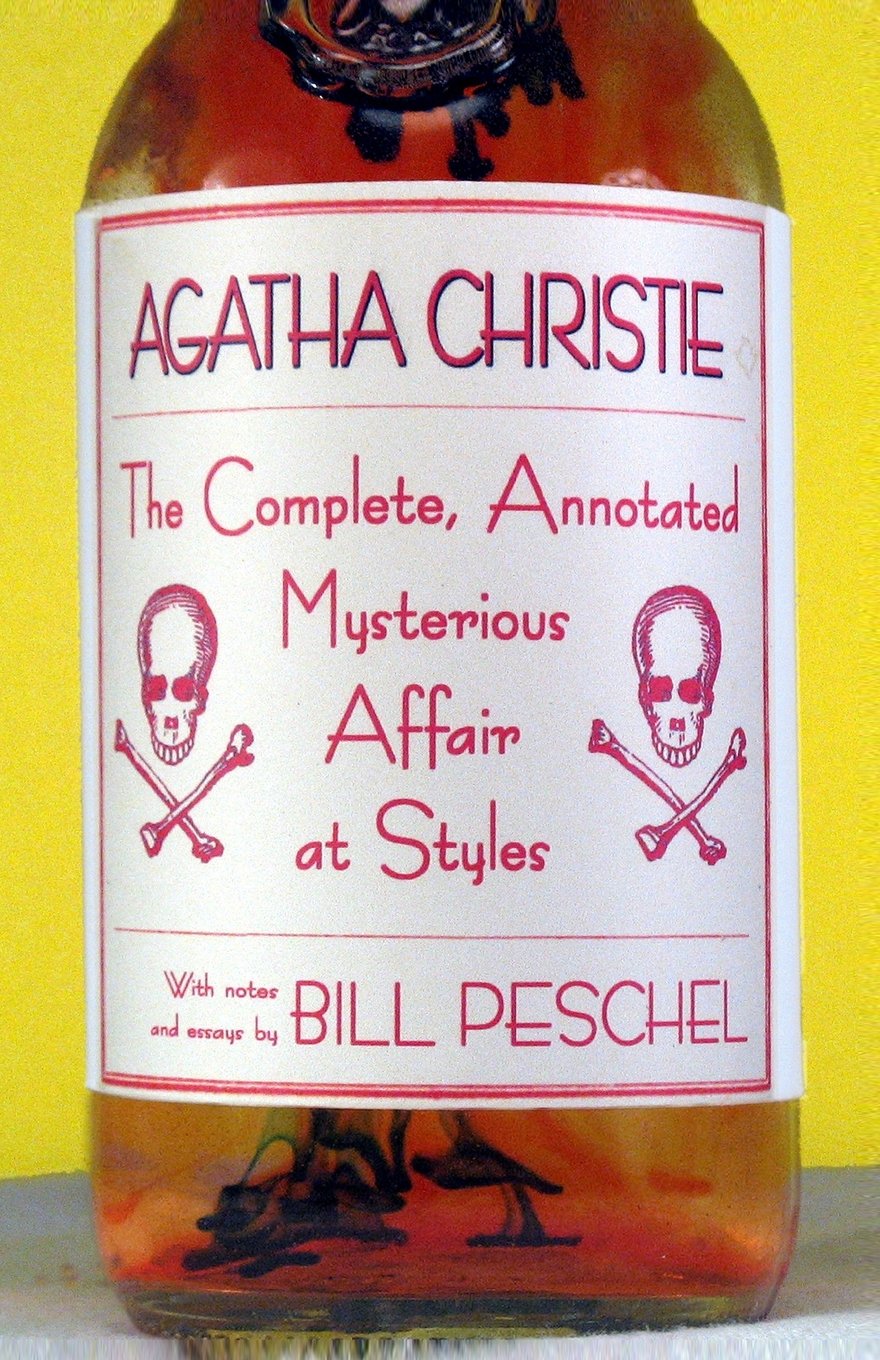 AGATHA CHRISTIE
The Complete, Annotated
Mysterious
Affair
at Styles
With notes
and essays by BILL PESCHEL